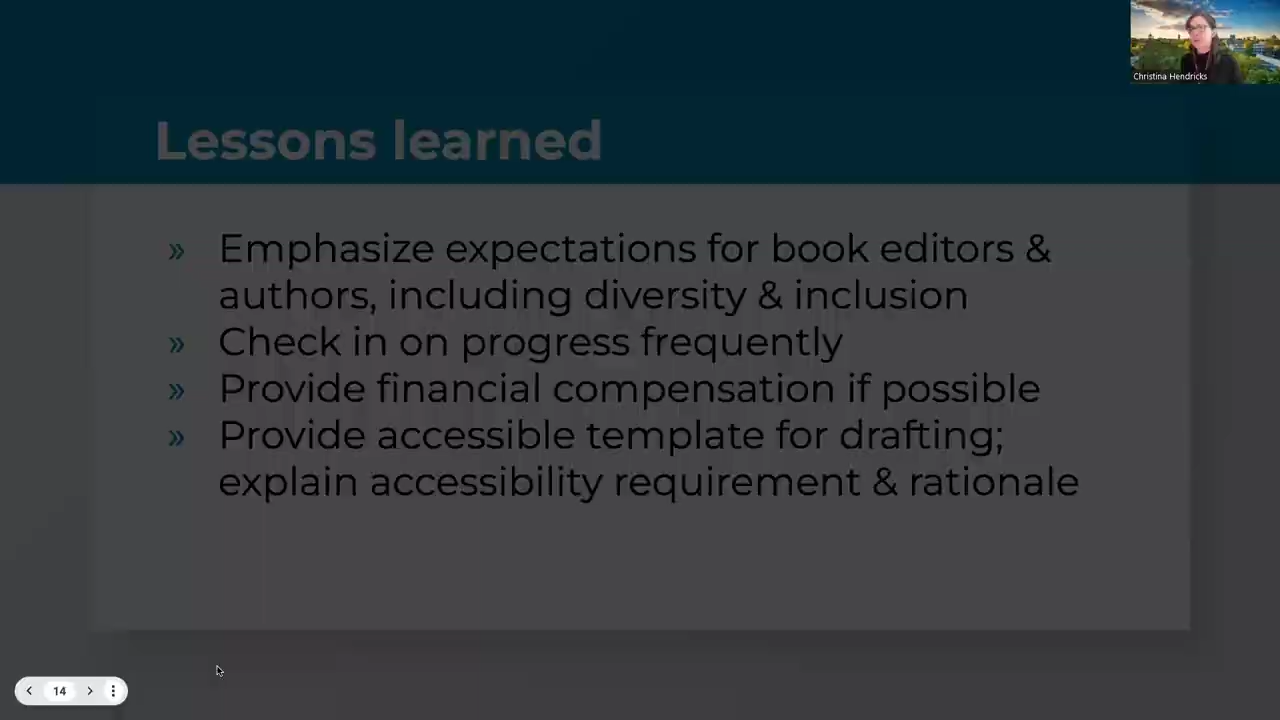 Christina Hendricks
Lessons learned
» Emphasize expectations for book editors &
authors, including diversity & inclusion
» Check in on progress frequently
» Provide financial compensation if possible
» Provide accessible template for drafting;
explain accessibility requirement & rationale
14